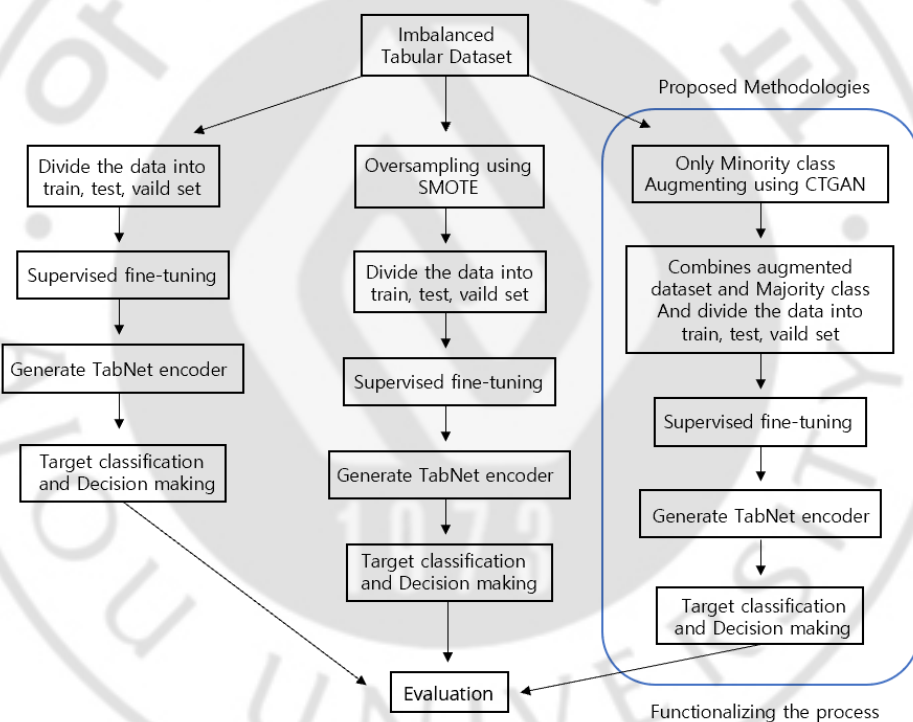 Imbalanced
Tabular Dataset
Proposed Methodologies
Divide the data into
train, test, vaild set
Supervised fine-tuning
Generate TabNet encoder
Target classification
and Decision making
Oversampling using
SMOTE
Divide the data into
train, test, vaild set
Supervised fine-tuning
Generate TabNet encoder
Target classification
and Decision making
Only Minority class
Augmenting using CTGAN
Combines augmented
dataset and Majority class
And divide the data into
train, test, vaild set
Supervised fine-tuning
Generate TabNet encoder
Target classification
and Decision making
Evaluation
Functionalizing the process
1973
UNIVERSITY